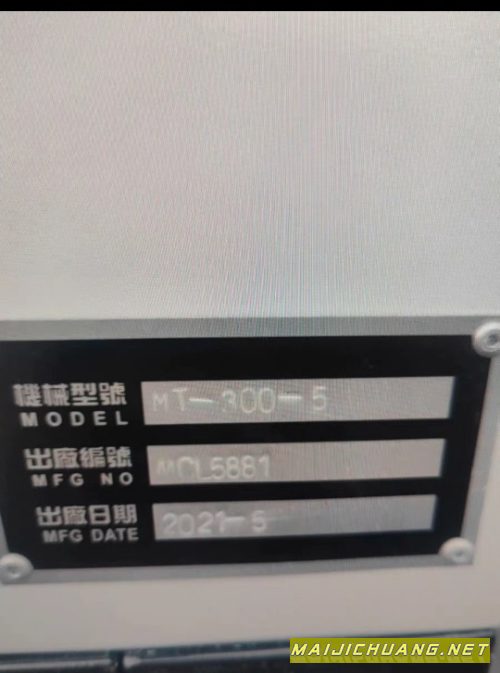 機械型號 MT-300-5
MODEL
出廠編號 MCL5881
MFG NO
出廠日期 2021-5
MFG DATE
MAIJICHUANG.NET